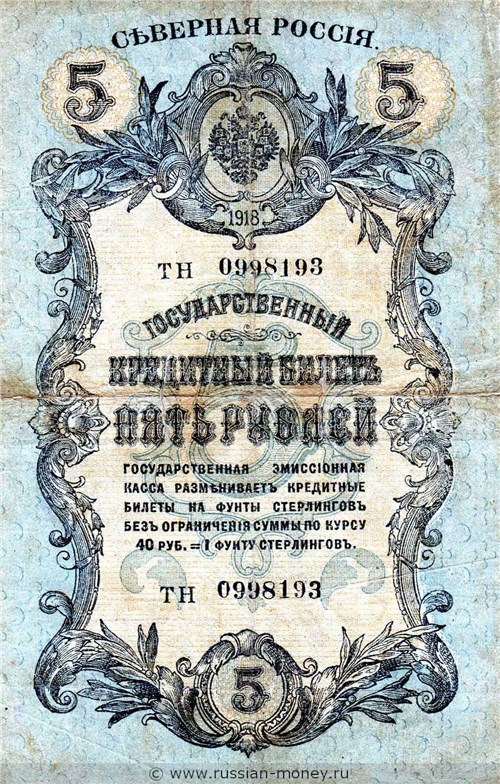 СѢВЕРНАЯ РОССІЯ.
5 5
1918
ТН 0998193
ГОСУДАРСТВЕННЫЙ
КРЕДИТНЫЙ БИЛЕТЪ
ПЯТЬ РУБЛЕЙ
ГОСУДАРСТВЕННАЯ ЭМИССІОННАЯ
КАССА РАЗМѢНИВАЕТЪ КРЕДИТНЫЕ
БИЛЕТЫ НА ФУНТЫ СТЕРЛИНГОВЪ
БЕЗЪ ОГРАНИЧЕНІЯ СУММЫ ПО КУРСУ
40 РУБ. = 1 ФУНТУ СТЕРЛИНГОВЪ.
ТН 0998193
5
© www.russian-money.ru